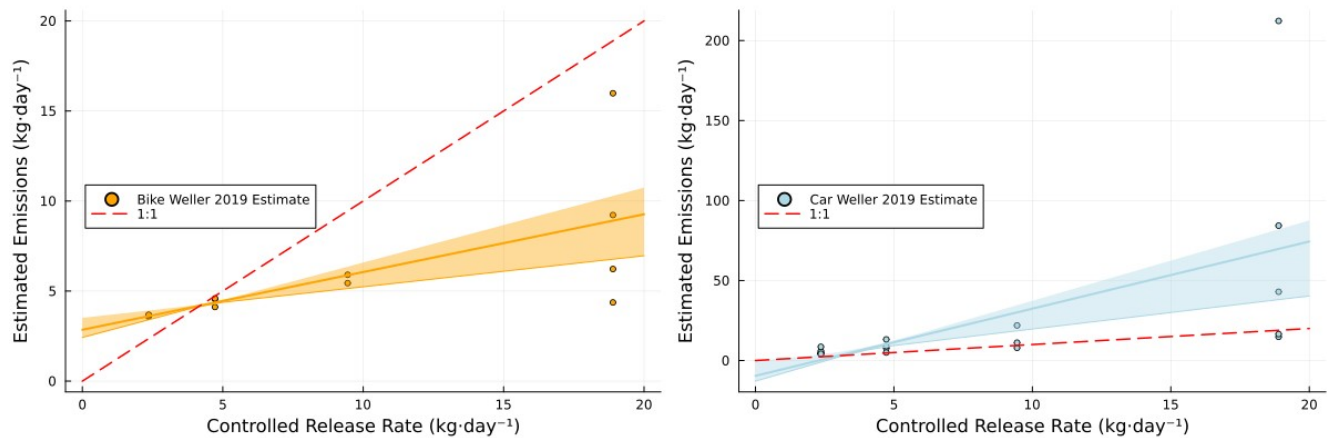 Estimated Emissions (kg·day⁻¹)
20
15
10
5
0
Bike Weller 2019 Estimate
1:1
0 5 10 15 20
Controlled Release Rate (kg·day⁻¹)
Estimated Emissions (kg·day⁻¹)
200
150
100
50
0
Car Weller 2019 Estimate
1:1
0 5 10 15 20
Controlled Release Rate (kg·day⁻¹)